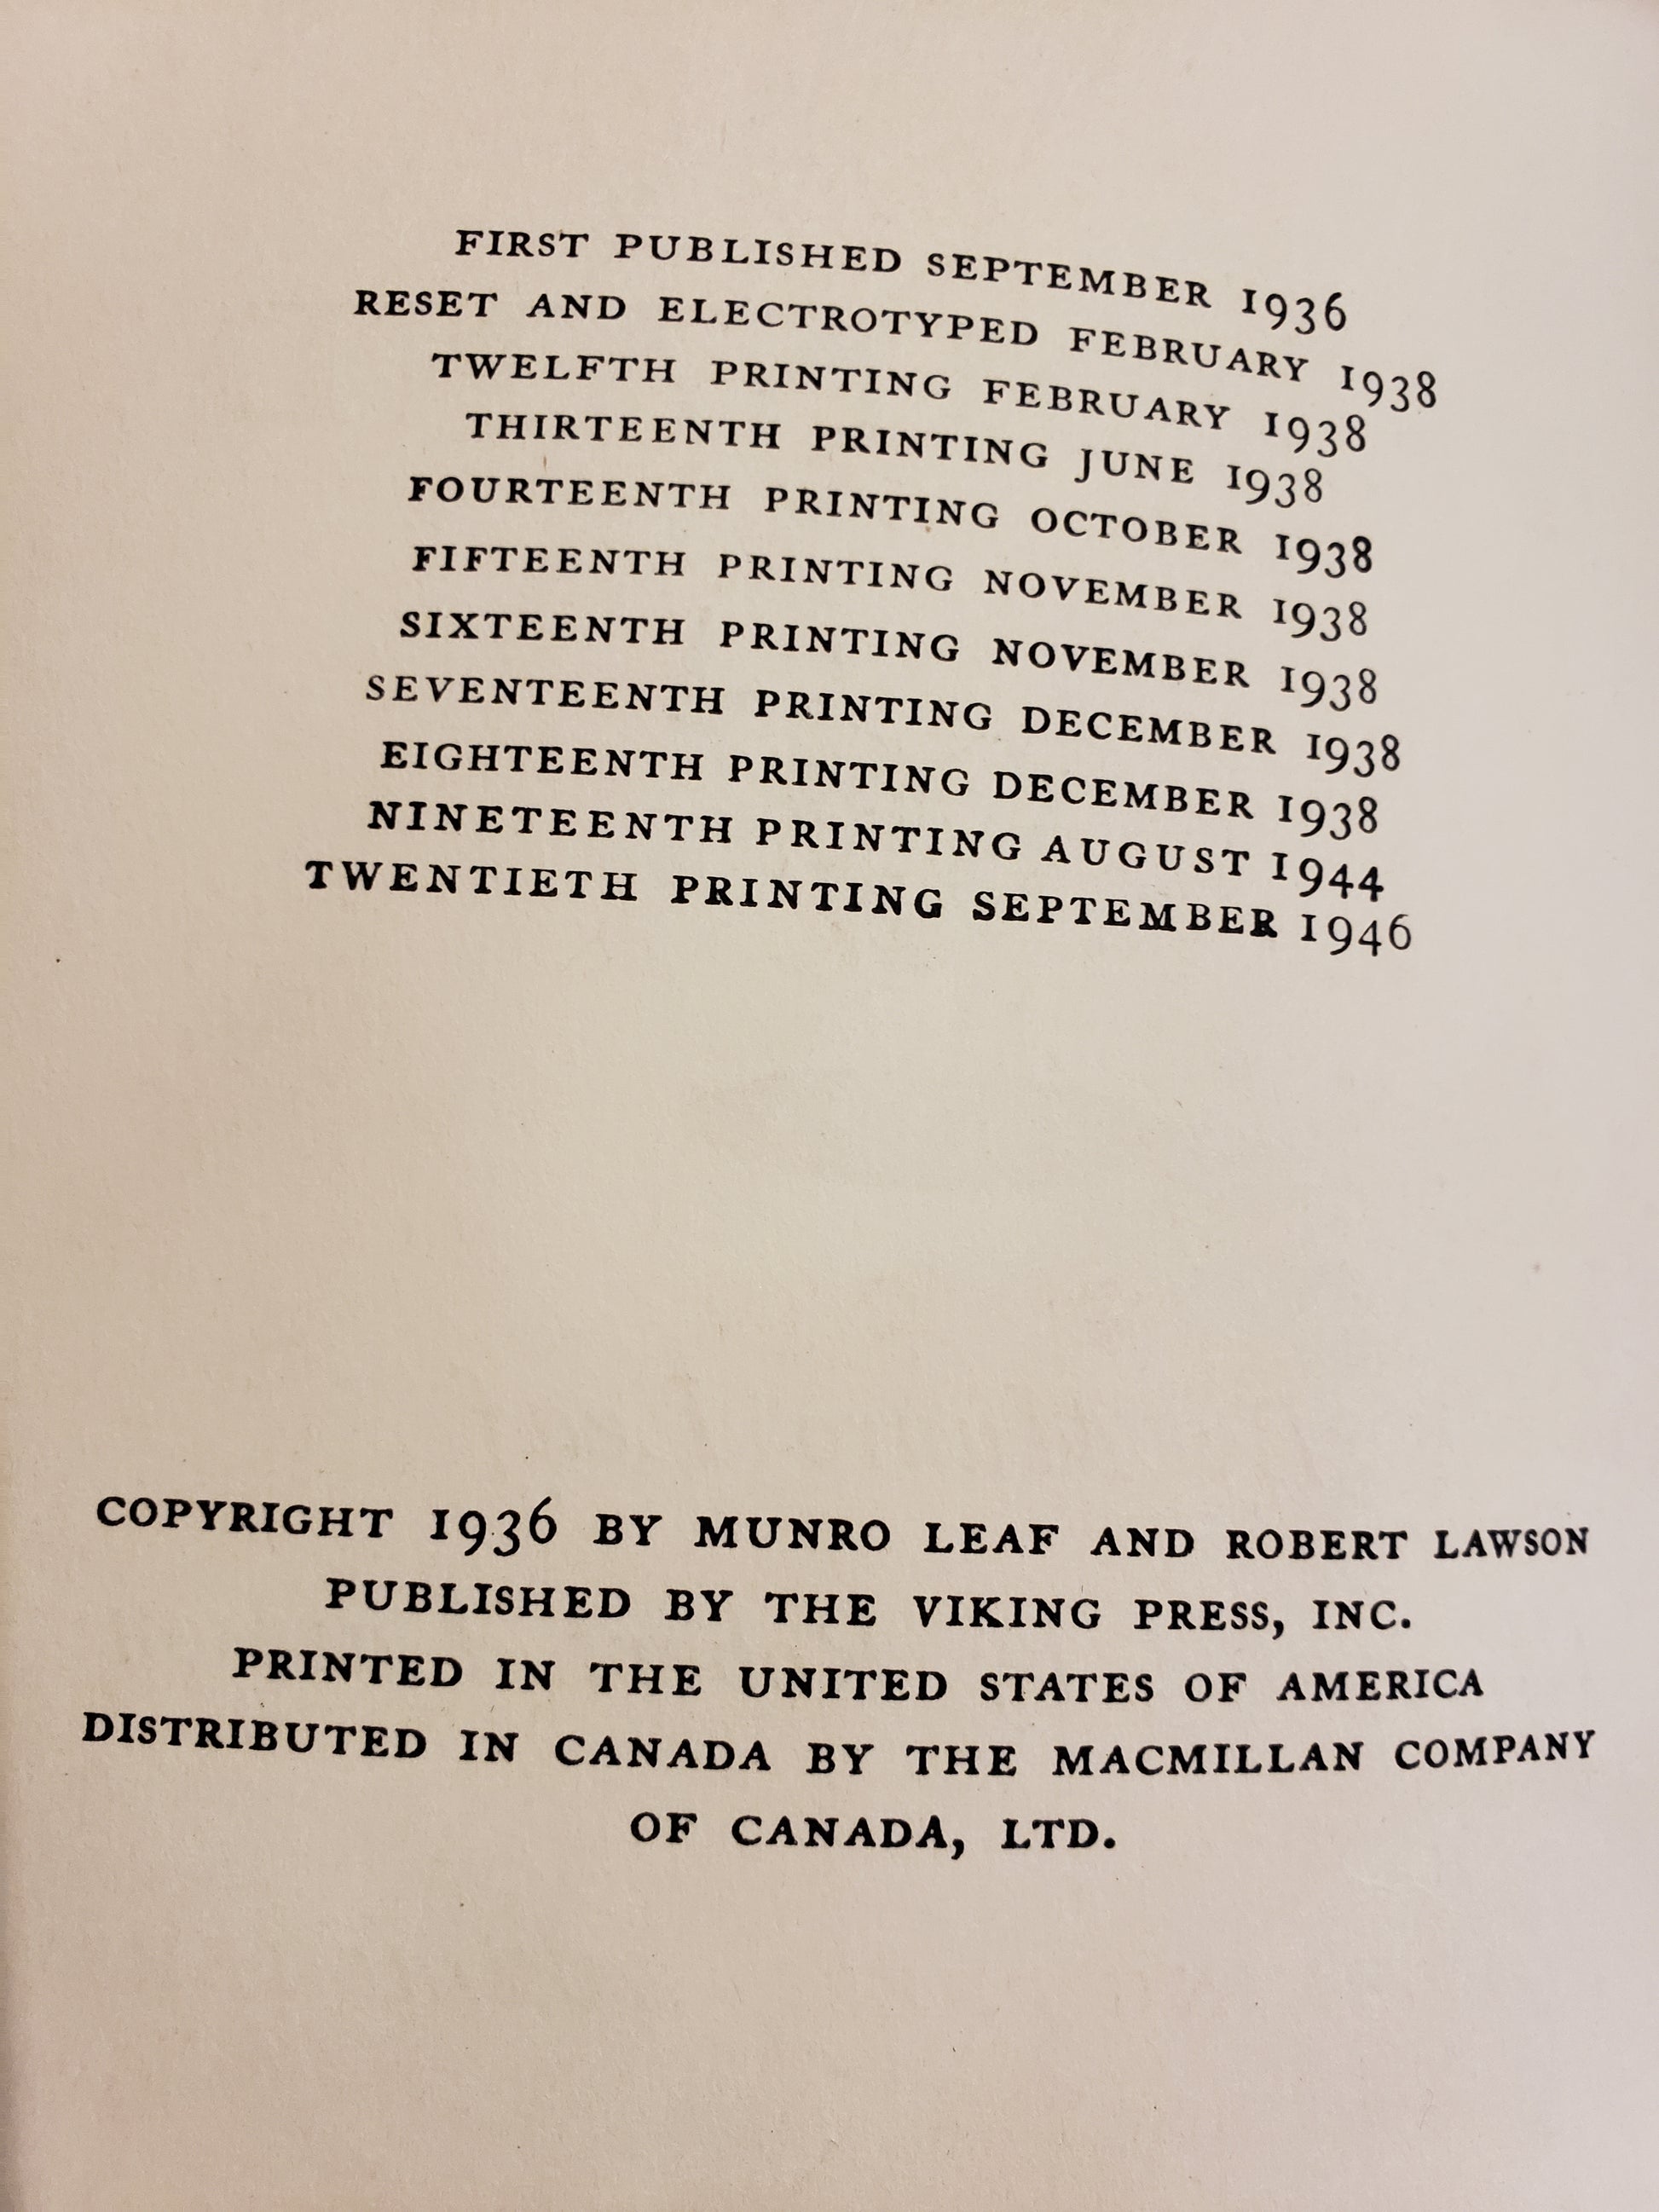 FIRST PUBLISHED SEPTEMBER 1936
RESET AND ELECTROTYPED FEBRUARY 1938
TWELFTH PRINTING FEBRUARY 1938
THIRTEENTH PRINTING JUNE 1938
FOURTEENTH PRINTING OCTOBER 1938
FIFTEENTH PRINTING NOVEMBER 1938
SIXTEENTH PRINTING NOVEMBER 1938
SEVENTEENTH PRINTING DECEMBER 1938
EIGHTEENTH PRINTING DECEMBER 1938
NINETEENTH PRINTING AUGUST 1944
TWENTIETH PRINTING SEPTEMBER 1946
COPYRIGHT 1936 BY MUNRO LEAF AND ROBERT LAWSON
PUBLISHED BY THE VIKING PRESS, INC.
PRINTED IN THE UNITED STATES OF AMERICA
DISTRIBUTED IN CANADA BY THE MACMILLAN COMPANY
OF CANADA, LTD.